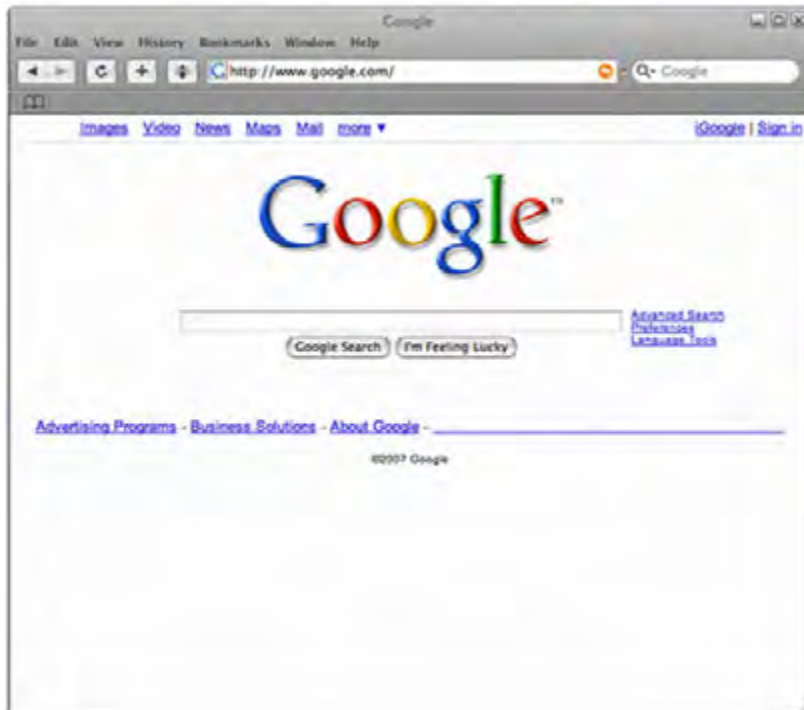 Google
File Edit View History Bookmarks Window Help
http://www.google.com/ Google
Images Video News Maps Mail more ▼ iGoogle | Sign in
Google™
Advanced Search
Preferences
Language Tools
Google Search I'm Feeling Lucky
Advertising Programs - Business Solutions - About Google -
©2007 Google